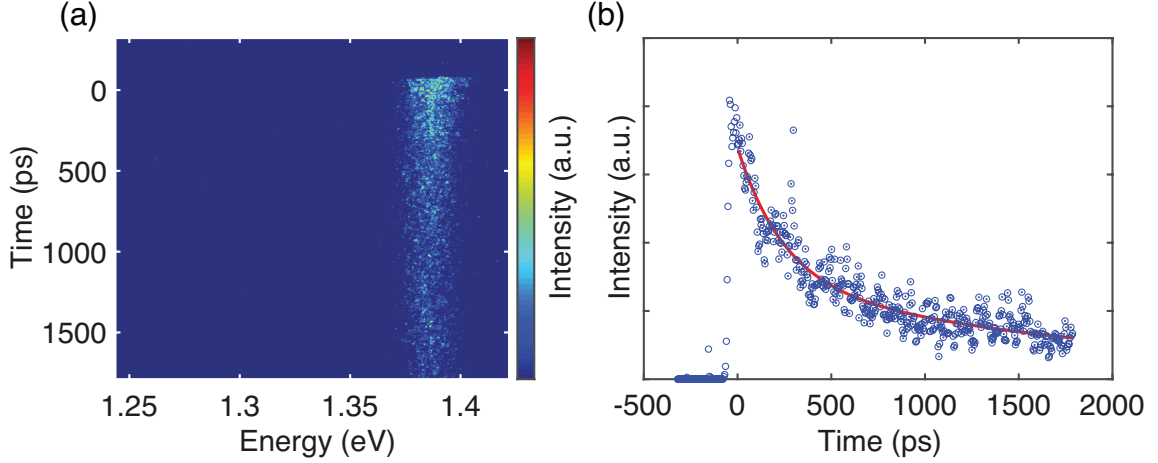 (a)
0
500
1000
1500
Time (ps)
1.25
1.3
1.35
1.4
Energy (eV)
Intensity (a.u.)
(b)
Intensity (a.u.)
-500
0
500
1000
1500
2000
Time (ps)